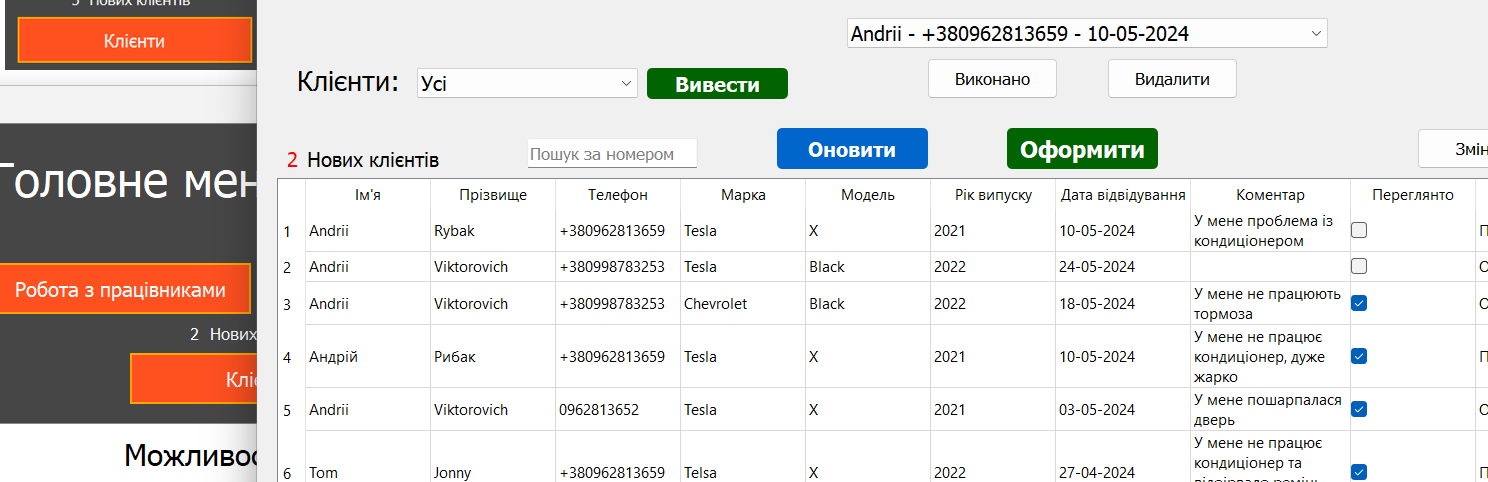 3 Нових клієнтів
Клієнти
Головне мен
Робота з працівниками
2 Нових
Кліє
Можливос
Andrii - +380962813659 - 10-05-2024
Клієнти: Усі Вивести
Виконано Видалити
2 Нових клієнтів Пошук за номером Оновити Оформити Змін
Ім'я Прізвище Телефон Марка Модель Рік випуску Дата відвідування Коментар Переглянто
1 Andrii Rybak +380962813659 Tesla X 2021 10-05-2024 У мене проблема із
кондиціонером
2 Andrii Viktorovich +380998783253 Tesla Black 2022 24-05-2024
3 Andrii Viktorovich +380998783253 Chevrolet Black 2022 18-05-2024 У мене не працюють
тормоза
4 Андрій Рибак +380962813659 Tesla X 2021 10-05-2024 У мене не працює
кондиціонер, дуже
жарко
5 Andrii Viktorovich 0962813652 Tesla X 2021 03-05-2024 У мене пошарпалася
дверь
6 Tom Jonny +380962813659 Telsa X 2022 27-04-2024 У мене не працює
кондиціонер та